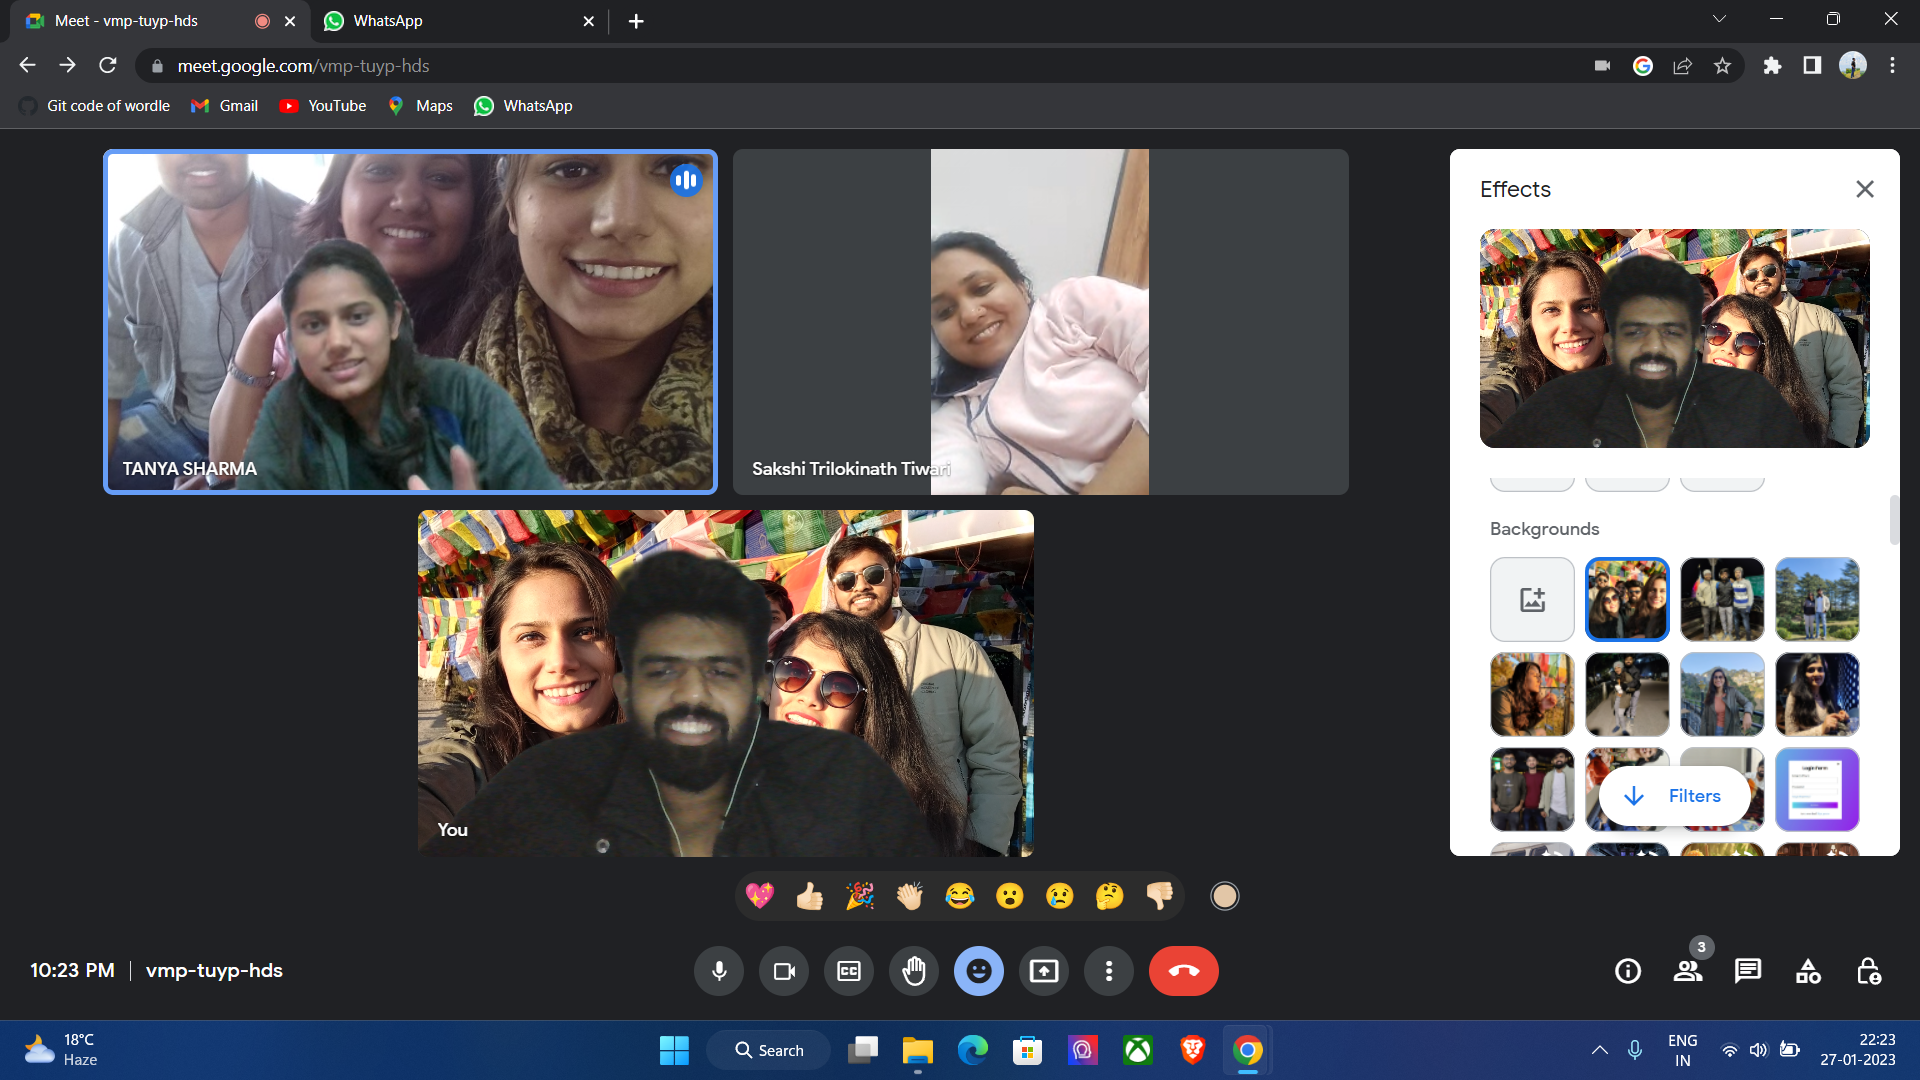 Meet - vmp-tuyp-hds
WhatsApp
meet.google.com/vmp-tuyp-hds
Git code of wordle
Gmail
YouTube
Maps
WhatsApp
TANYA SHARMA
Sakshi Trilokinath Tiwari
You
Effects
Backgrounds
Filters
10:23 PM
vmp-tuyp-hds
CC
3
18°C
Haze
Search
ENG
IN
22:23
27-01-2023